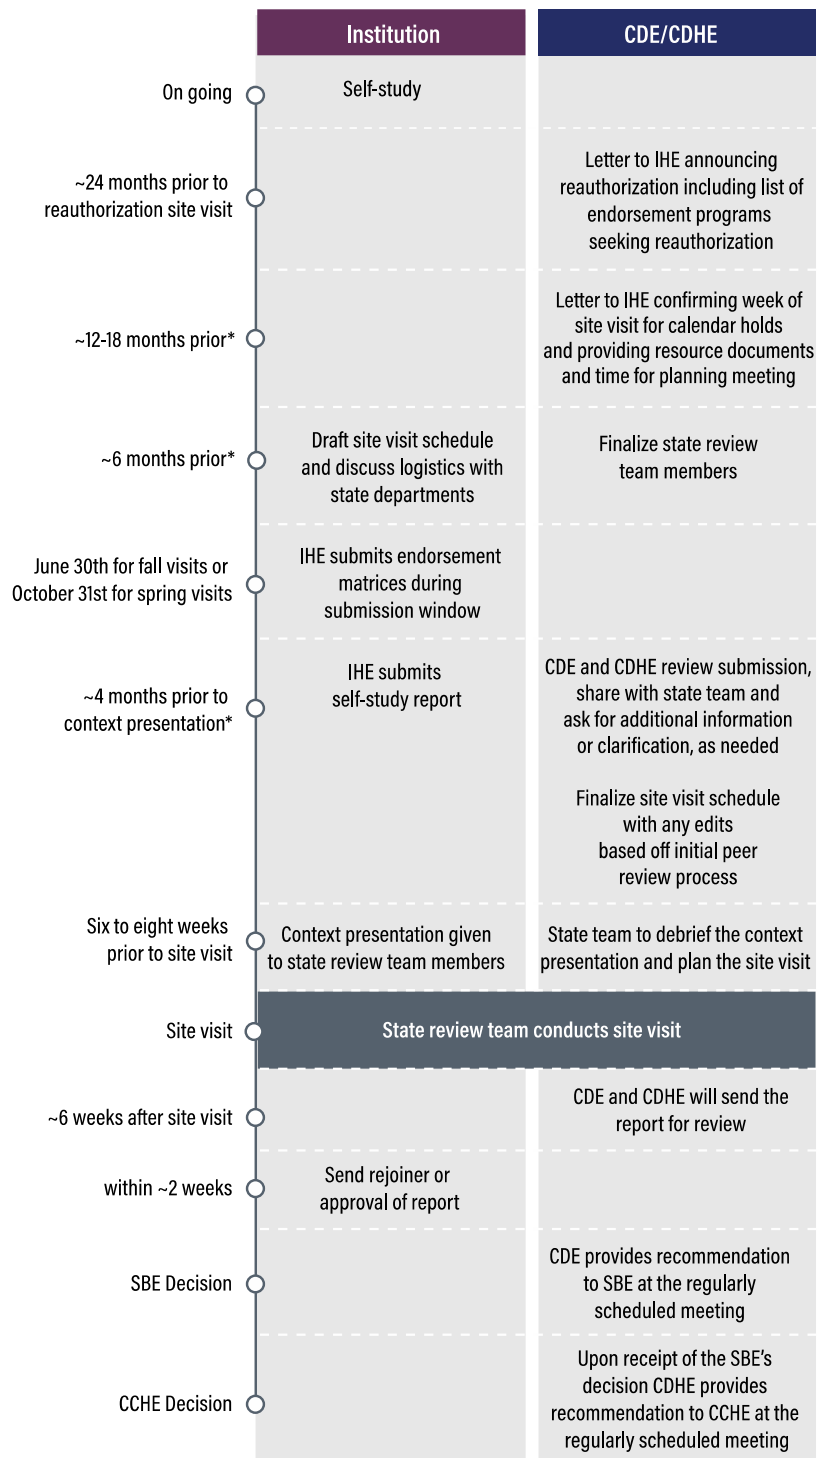 Institution
CDE/CDHE
On going
Self-study
~24 months prior to
reauthorization site visit
Letter to IHE announcing
reauthorization including list of
endorsement programs
seeking reauthorization
~12-18 months prior*
Letter to IHE confirming week of
site visit for calendar holds
and providing resource documents
and time for planning meeting
~6 months prior*
Draft site visit schedule
and discuss logistics with
state departments
Finalize state review
team members
June 30th for fall visits or
October 31st for spring visits
IHE submits endorsement
matrices during
submission window
~4 months prior to
context presentation*
IHE submits
self-study report
CDE and CDHE review submission,
share with state team and
ask for additional information
or clarification, as needed
Finalize site visit schedule
with any edits
based off initial peer
review process
Six to eight weeks
prior to site visit
Context presentation given
to state review team members
State team to debrief the context
presentation and plan the site visit
Site visit
State review team conducts site visit
~6 weeks after site visit
CDE and CDHE will send the
report for review
within ~2 weeks
Send rejoiner or
approval of report
SBE Decision
CDE provides recommendation
to SBE at the regularly
scheduled meeting
CCHE Decision
Upon receipt of the SBE's
decision CDHE provides
recommendation to CCHE at the
regularly scheduled meeting